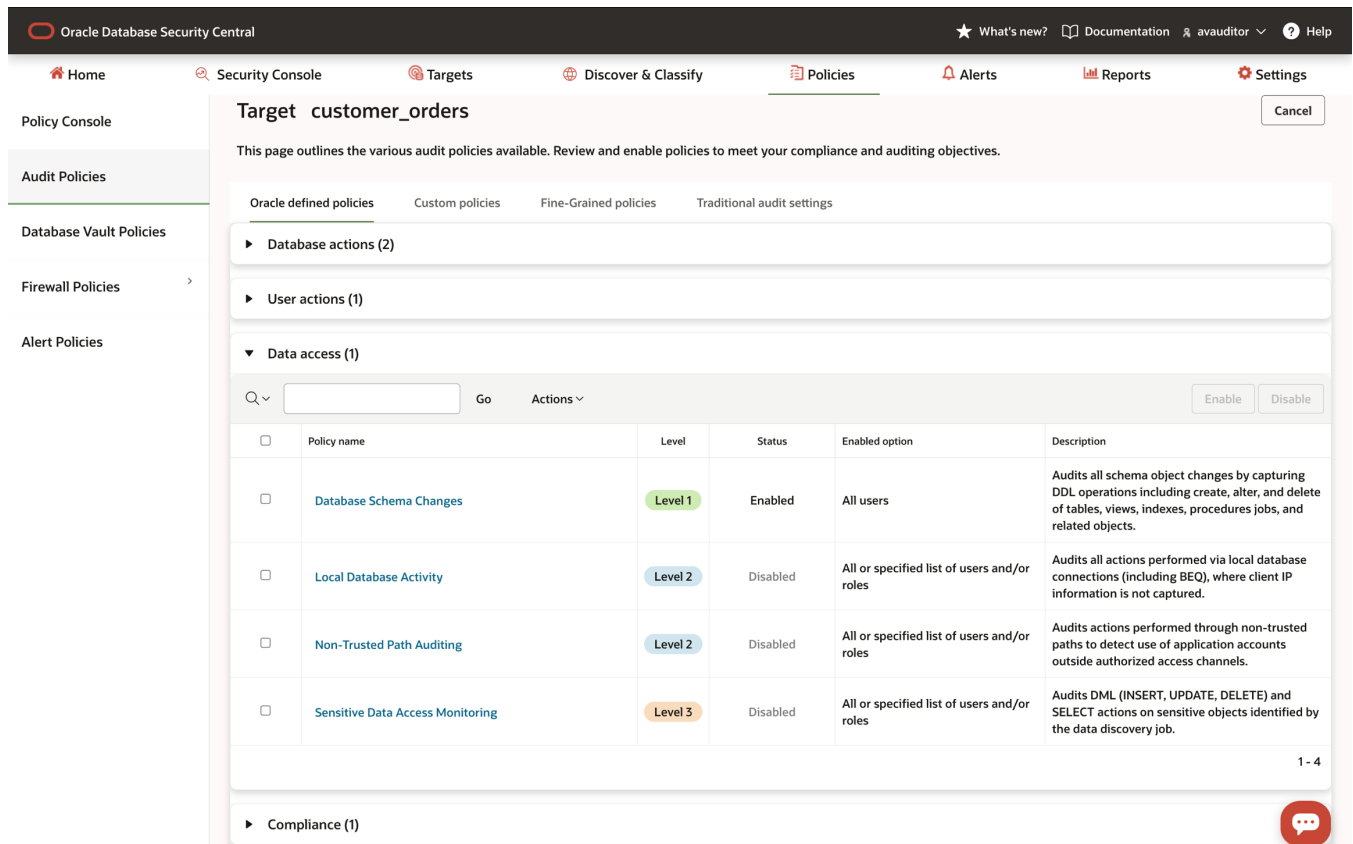 Oracle Database Security Central
What's new? Documentation avauditor Help
Home Security Console Targets Discover & Classify Policies Alerts Reports Settings
Policy Console
Audit Policies
Database Vault Policies
Firewall Policies
Alert Policies
Target customer_orders
Cancel
This page outlines the various audit policies available. Review and enable policies to meet your compliance and auditing objectives.
Oracle defined policies Custom policies Fine-Grained policies Traditional audit settings
Database actions (2)
User actions (1)
Data access (1)
Go Actions Enable Disable
Policy name Level Status Enabled option Description
Database Schema Changes Level 1 Enabled All users
Audits all schema object changes by capturing
DDL operations including create, alter, and delete
of tables, views, indexes, procedures jobs, and
related objects.
Local Database Activity Level 2 Disabled
All or specified list of users and/or
roles
Audits all actions performed via local database
connections (including BEQ), where client IP
information is not captured.
Non-Trusted Path Auditing Level 2 Disabled
All or specified list of users and/or
roles
Audits actions performed through non-trusted
paths to detect use of application accounts
outside authorized access channels.
Sensitive Data Access Monitoring Level 3 Disabled
All or specified list of users and/or
roles
Audits DML (INSERT, UPDATE, DELETE) and
SELECT actions on sensitive objects identified by
the data discovery job.
1 - 4
Compliance (1)